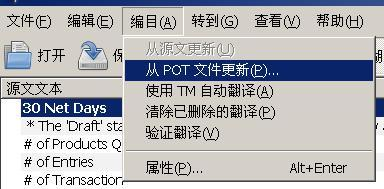 文件(F) 编辑(E) 编目(A) 转到(G) 查看(V) 帮助(H)
打开 保
从源文更新(U)
从 POT 文件更新(P)...
使用 TM 自动翻译(A)
清除已删除的翻译(P)
验证翻译(V)
属性(P)... Alt+Enter
源文文本
30 Net Days
* The 'Draft' sta
# of Products Q
# of Entries
# of Transaction